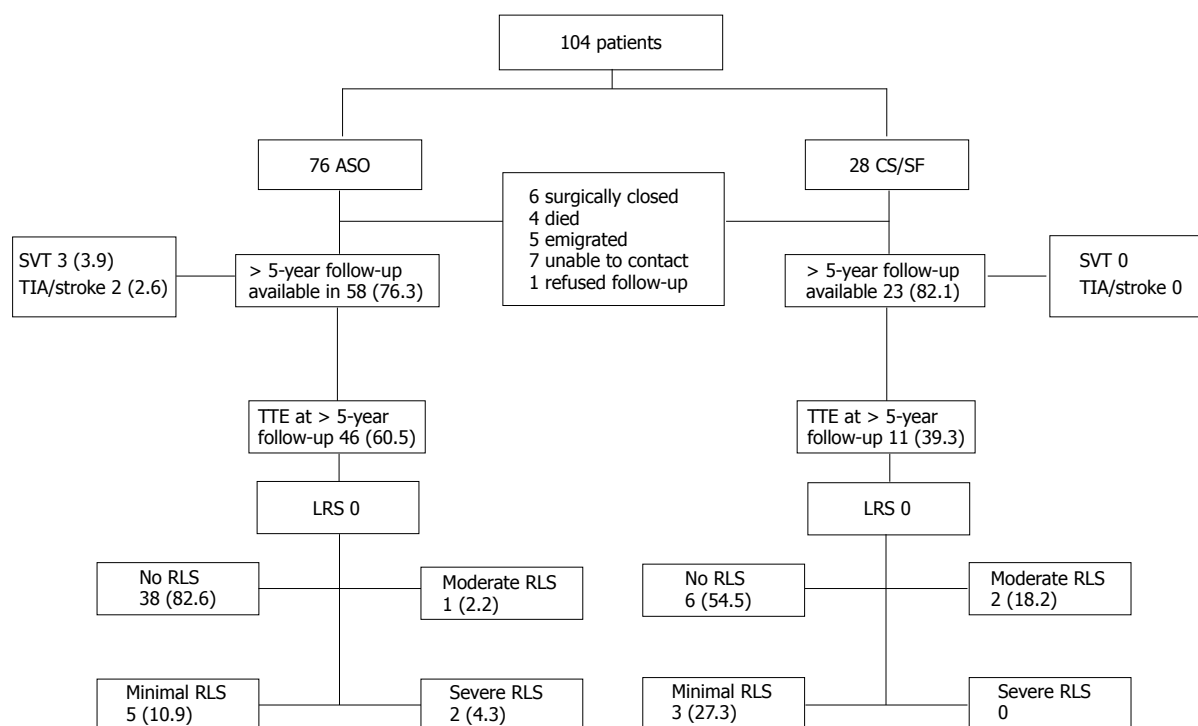 104 patients
76 ASO
28 CS/SF
6 surgically closed
4 died
5 emigrated
7 unable to contact
1 refused follow-up
SVT 3 (3.9)
TIA/stroke 2 (2.6)
> 5-year follow-up
available in 58 (76.3)
> 5-year follow-up
available 23 (82.1)
SVT 0
TIA/stroke 0
TTE at > 5-year
follow-up 46 (60.5)
TTE at > 5-year
follow-up 11 (39.3)
LRS 0
LRS 0
No RLS
38 (82.6)
Moderate RLS
1 (2.2)
No RLS
6 (54.5)
Moderate RLS
2 (18.2)
Minimal RLS
5 (10.9)
Severe RLS
2 (4.3)
Minimal RLS
3 (27.3)
Severe RLS
0